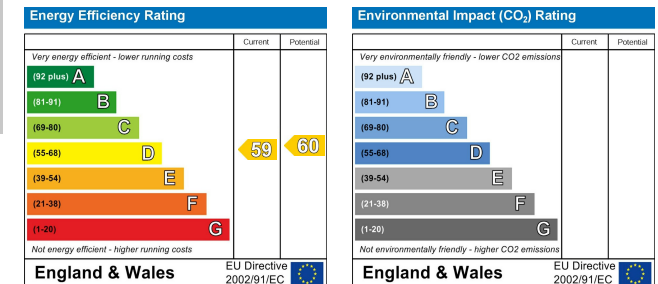 Energy Efficiency Rating
Current Potential
Very energy efficient - lower running costs
(92 plus) A
(81-91) B
(69-80) C
(55-68) D
59 60
(39-54) E
(21-38) F
(1-20) G
Not energy efficient - higher running costs
England & Wales
EU Directive
2002/91/EC
Environmental Impact (CO₂) Rating
Current Potential
Very environmentally friendly - lower CO2 emissions
(92 plus) A
(81-91) B
(69-80) C
(55-68) D
(39-54) E
(21-38) F
(1-20) G
Not environmentally friendly - higher CO2 emissions
England & Wales
EU Directive
2002/91/EC